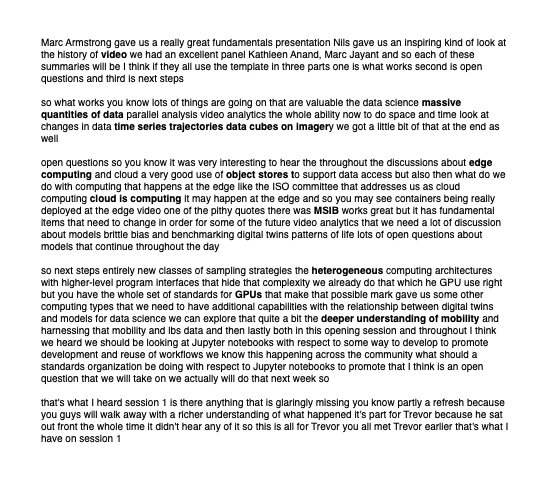 Marc Armstrong gave us a really great fundamentals presentation Nils gave us an inspiring kind of look at
the history of video we had an excellent panel Kathleen Anand, Marc Jayant and so each of these
summaries will be I think if they all use the template in three parts one is what works second is open
questions and third is next steps

so what works you know lots of things are going on that are valuable the data science massive
quantities of data parallel analysis video analytics the whole ability now to do space and time look at
changes in data time series trajectories data cubes on imagery we got a little bit of that at the end as
well

open questions so you know it was very interesting to hear the throughout the discussions about edge
computing and cloud a very good use of object stores to support data access but also then what do we
do with computing that happens at the edge like the ISO committee that addresses us as cloud
computing cloud is computing it may happen at the edge and so you may see containers being really
deployed at the edge video one of the pithy quotes there was MSIB works great but it has fundamental
items that need to change in order for some of the future video analytics that we need a lot of discussion
about models brittle bias and benchmarking digital twins patterns of life lots of open questions about
models that continue throughout the day

so next steps entirely new classes of sampling strategies the heterogeneous computing architectures
with higher-level program interfaces that hide that complexity we already do that which he GPU use right
but you have the whole set of standards for GPUs that make that possible mark gave us some other
computing types that we need to have additional capabilities with the relationship between digital twins
and models for data science we can explore that quite a bit the deeper understanding of mobility and
harnessing that mobility and lbs data and then lastly both in this opening session and throughout I think
we heard we should be looking at Jupyter notebooks with respect to some way to develop to promote
development and reuse of workflows we know this happening across the community what should a
standards organization be doing with respect to Jupyter notebooks to promote that I think is an open
question that we will take on we actually will do that next week so

that's what I heard session 1 is there anything that is glaringly missing you know partly a refresh because
you guys will walk away with a richer understanding of what happened it's part for Trevor because he sat
out front the whole time it didn't hear any of it so this is all for Trevor you all met Trevor earlier that's what I
have on session 1